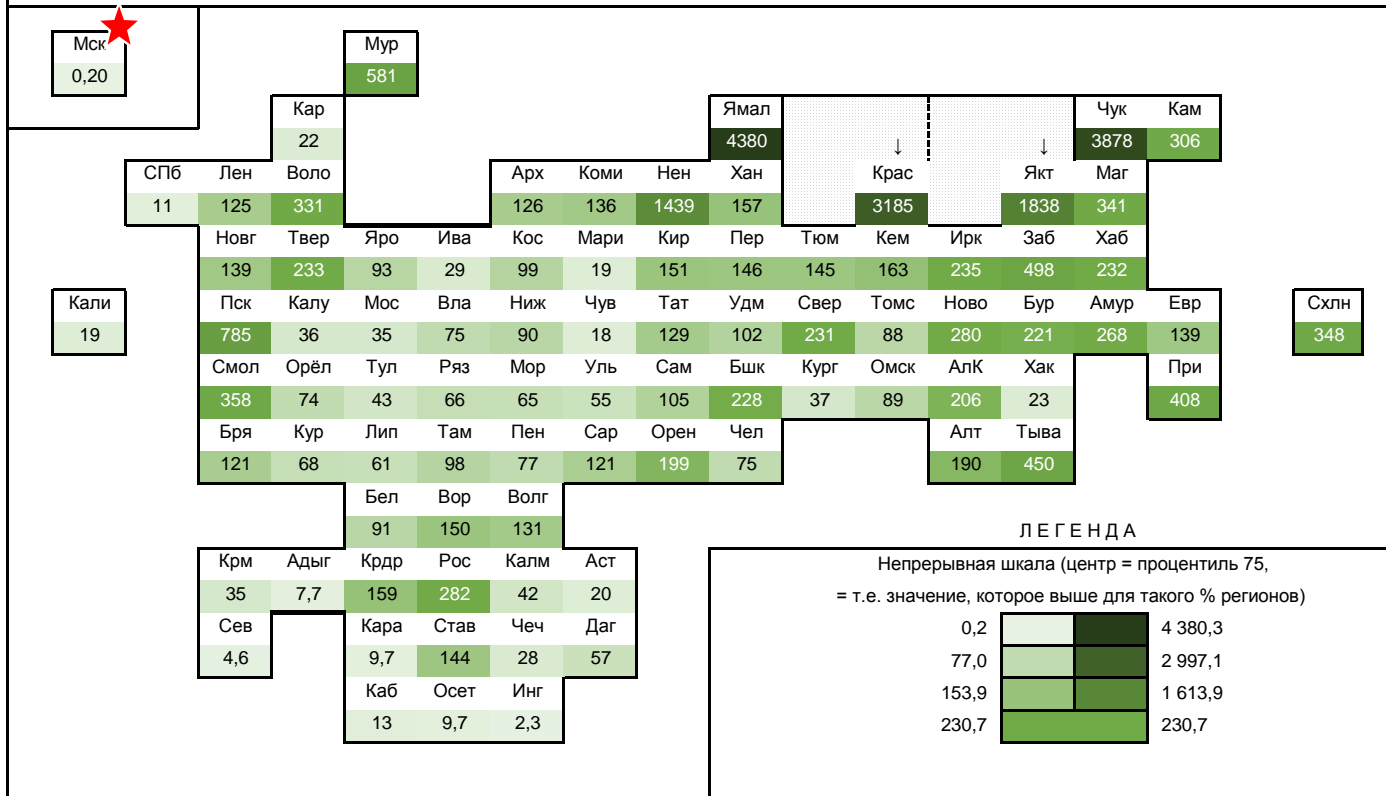 Мск Мур
0,20 581
Кар Ямал Чук Кам
22 4380 ↓ ↓ 3878 306
СПб Лен Воло Арх Коми Нен Хан Крас Якт Маг
11 125 331 126 136 1439 157 3185 1838 341
Новг Твер Яро Ива Кос Мари Кир Пер Тюм Кем Ирк Заб Хаб
139 233 93 29 99 19 151 146 145 163 235 498 232
Кали Пск Калу Мос Вла Ниж Чув Тат Удм Свер Томс Ново Бур Амур Евр Схлн
19 785 36 35 75 90 18 129 102 231 88 280 221 268 139 348
Смол Орёл Тул Ряз Мор Уль Сам Бшк Кург Омск АлК Хак При
358 74 43 66 65 55 105 228 37 89 206 23 408
Бря Кур Лип Там Пен Сар Орен Чел Алт Тыва
121 68 61 98 77 121 199 75 190 450
Бел Вор Волг
91 150 131
Крм Адыг Крдр Рос Калм Аст
35 7,7 159 282 42 20
Сев Кара Став Чеч Даг
4,6 9,7 144 28 57
Каб Осет Инг
13 9,7 2,3
Л Е Г Е Н Д А
Непрерывная шкала (центр = процентиль 75,
= т.е. значение, которое выше для такого % регионов)
0,2 4 380,3
77,0 2 997,1
153,9 1 613,9
230,7 230,7